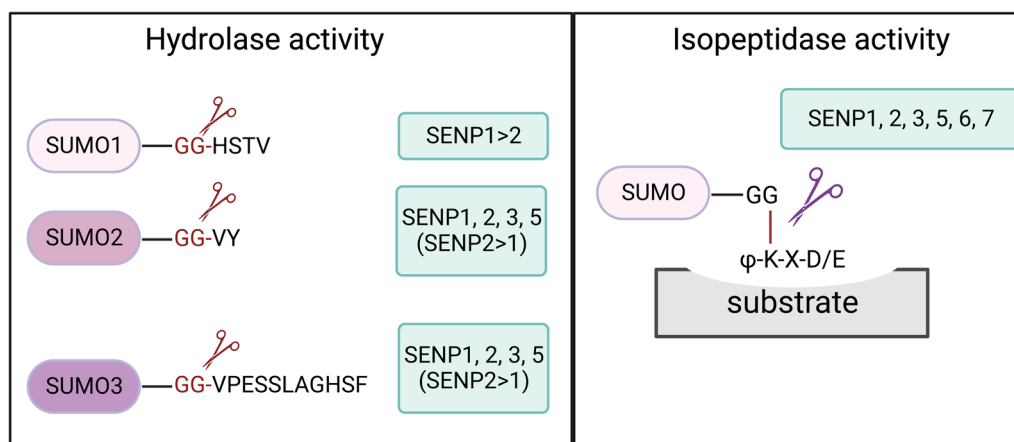 Hydrolase activity
SUMO1
GG-HSTV
SENP1>2
SUMO2
GG-VY
SENP1, 2, 3, 5
(SENP2>1)
SUMO3
GG-VPESSLAGHSF
SENP1, 2, 3, 5
(SENP2>1)
Isopeptidase activity
SENP1, 2, 3, 5, 6, 7
SUMO
GG
φ-K-X-D/E
substrate